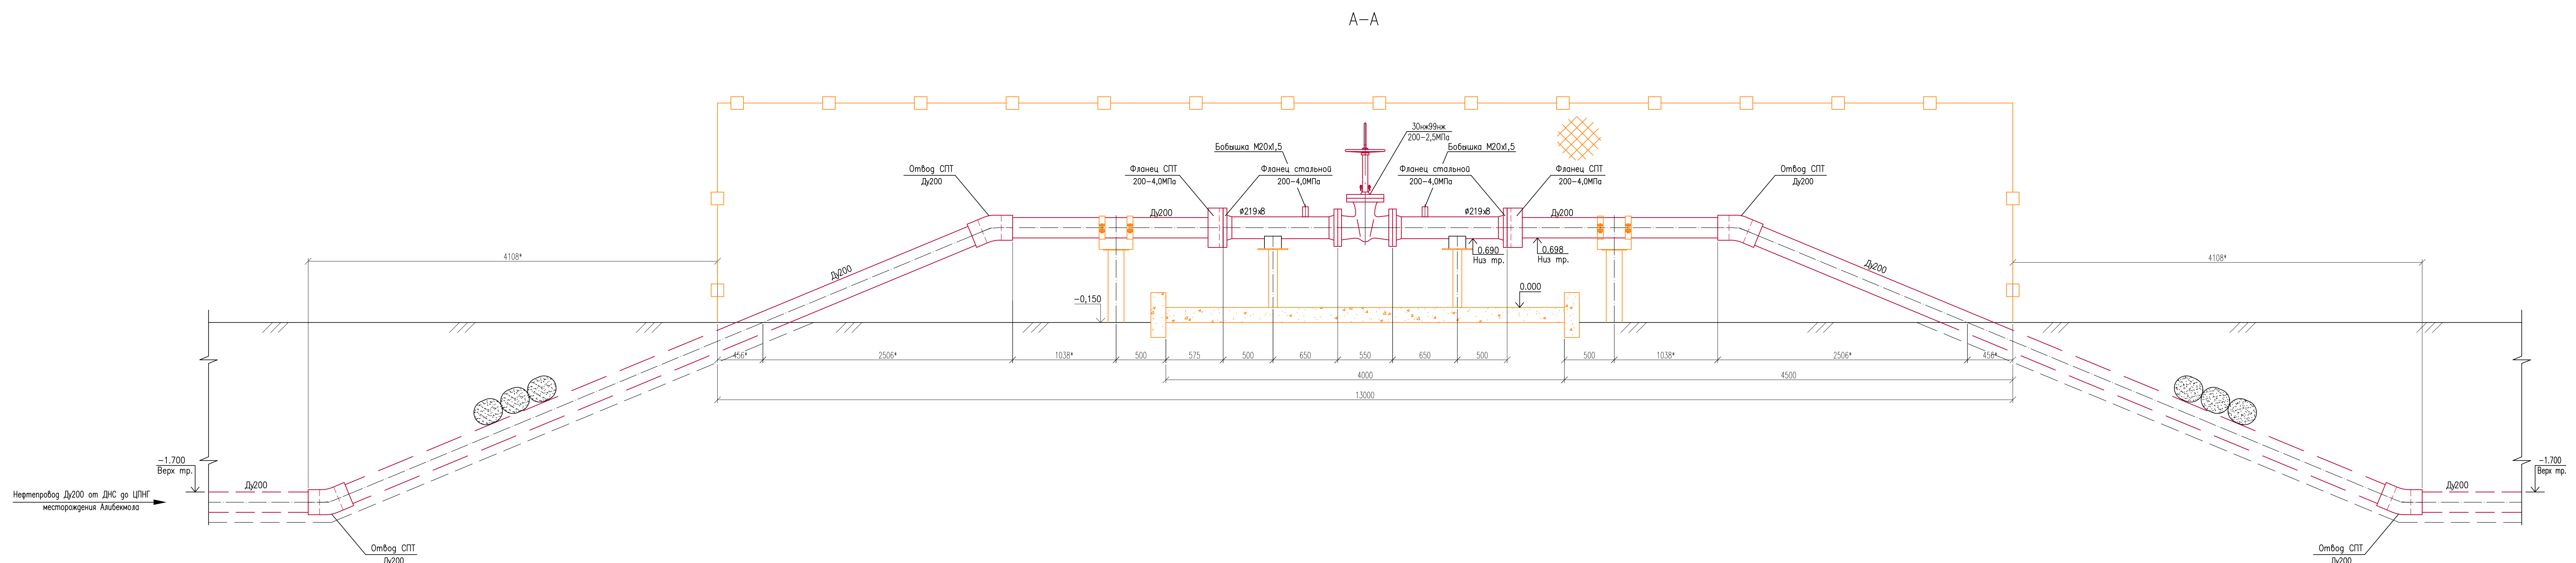 А-А
30нж99нж
200-2,5МПа
Бобышка М20х1,5
Бобышка М20х1,5
Отвод СПТ
Ду200
Фланец СПТ
200-4,0МПа
Фланец стальной
200-4,0МПа
Фланец стальной
200-4,0МПа
Фланец СПТ
200-4,0МПа
Отвод СПТ
Ду200
Ду200
ø219х8
ø219х8
Ду200
0.690
Низ тр.
0.698
Низ тр.
4108*
Ду200
Ду200
4108*
-0,150
0.000
456*
2506*
1038*
500
575
500
650
550
650
500
500
1038*
2506*
456*
4000
4500
13000
-1.700
Верх тр.
-1.700
Верх тр.
Ду200
Ду200
Нефтепровод Ду200 от ДНС до ЦПНГ
месторождения Алибекмола
Отвод СПТ
Ду200
Отвод СПТ
Ду200